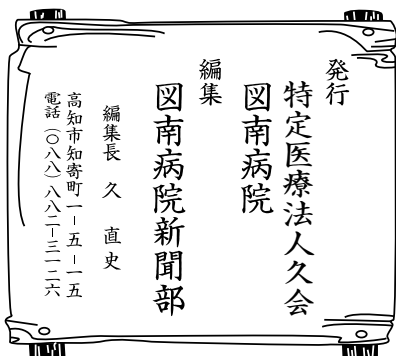 発行
特定医療法人久会
図南病院
編集
図南病院新聞部
編集長　久　直史
高知市知寄町一－五－一五
電話（〇八八）八八二－三一二六